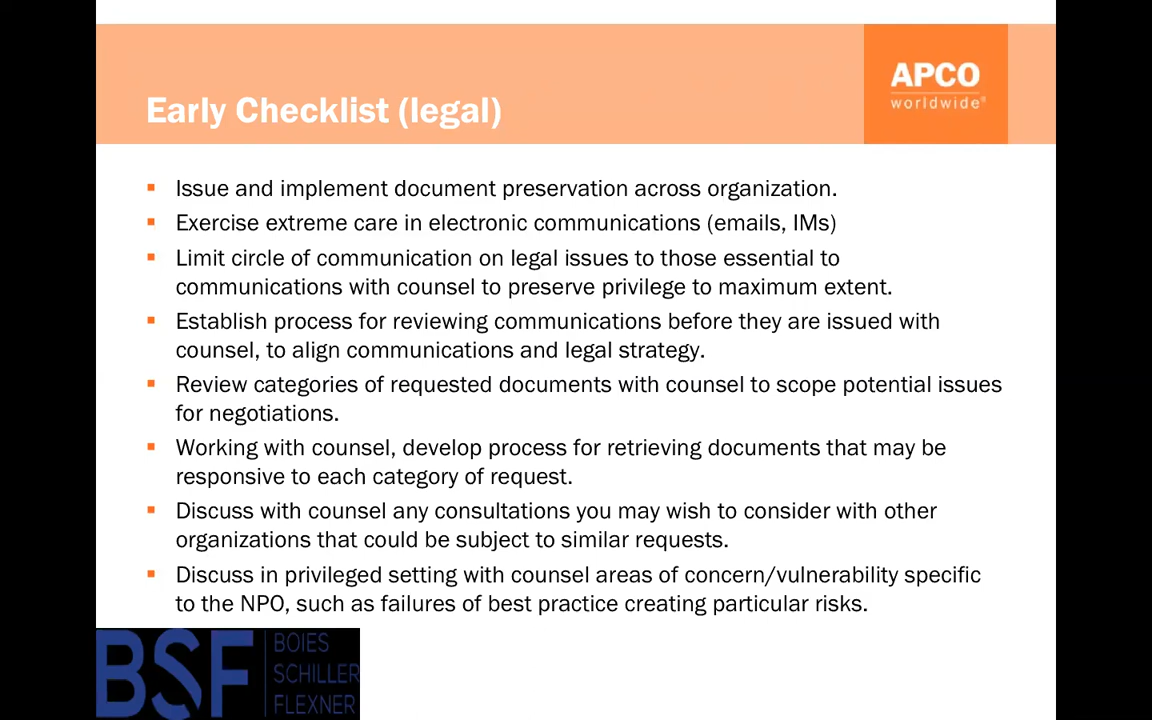 APCO
worldwide®
Early Checklist (legal)
Issue and implement document preservation across organization.
Exercise extreme care in electronic communications (emails, IMs)
Limit circle of communication on legal issues to those essential to
communications with counsel to preserve privilege to maximum extent.
Establish process for reviewing communications before they are issued with
counsel, to align communications and legal strategy.
Review categories of requested documents with counsel to scope potential issues
for negotiations.
Working with counsel, develop process for retrieving documents that may be
responsive to each category of request.
Discuss with counsel any consultations you may wish to consider with other
organizations that could be subject to similar requests.
Discuss in privileged setting with counsel areas of concern/vulnerability specific
to the NPO, such as failures of best practice creating particular risks.
BSF
BOIES
SCHILLER
FLEXNER